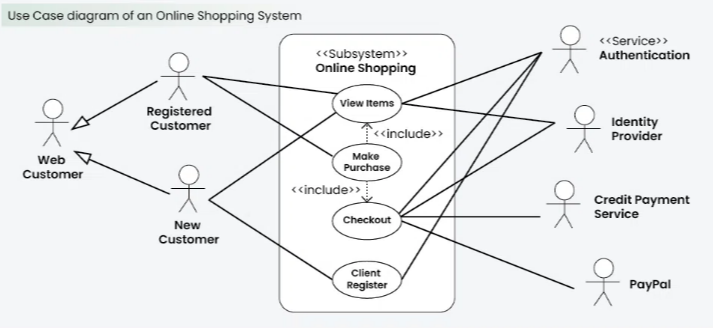 Use Case diagram of an Online Shopping System
<<Subsystem>>
Online Shopping
<<Service>>
Authentication
View Items
Registered
Customer
<<include>>
Identity
Provider
Web
Customer
Make
Purchase
<<include>>
Credit Payment
Service
Checkout
New
Customer
Client
Register
PayPal